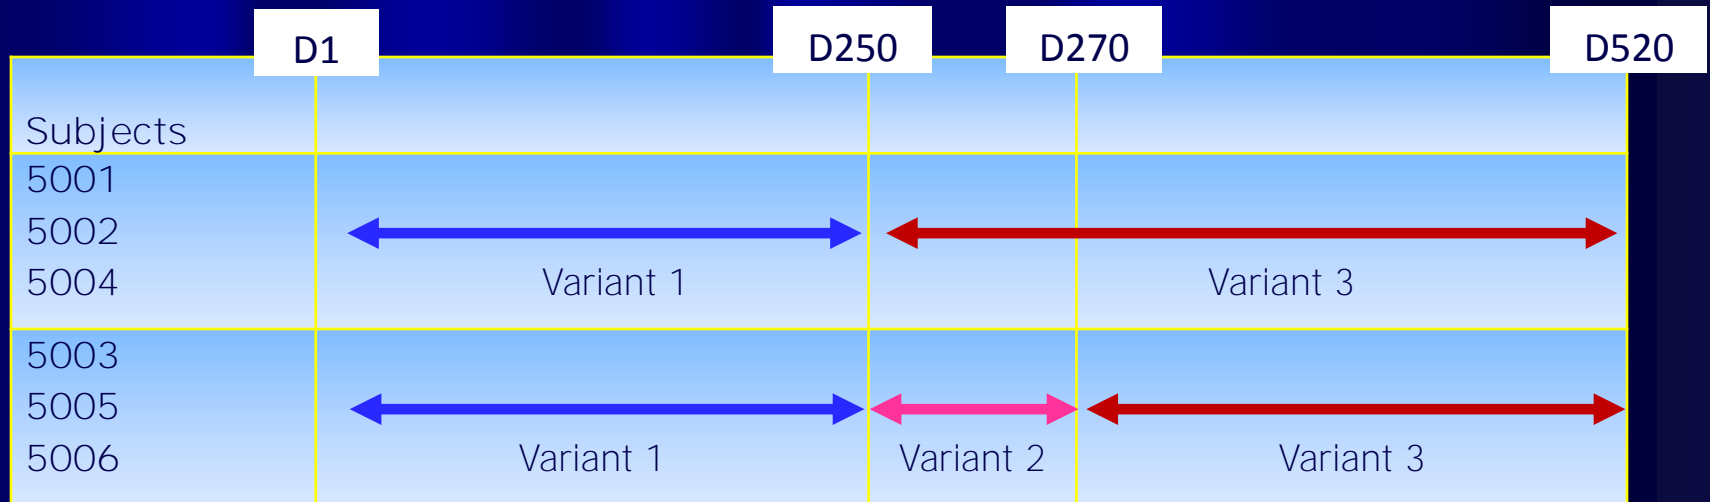 D1 D250 D270 D520
Subjects
5001
5002
5004 Variant 1 Variant 3
5003
5005
5006 Variant 1 Variant 2 Variant 3